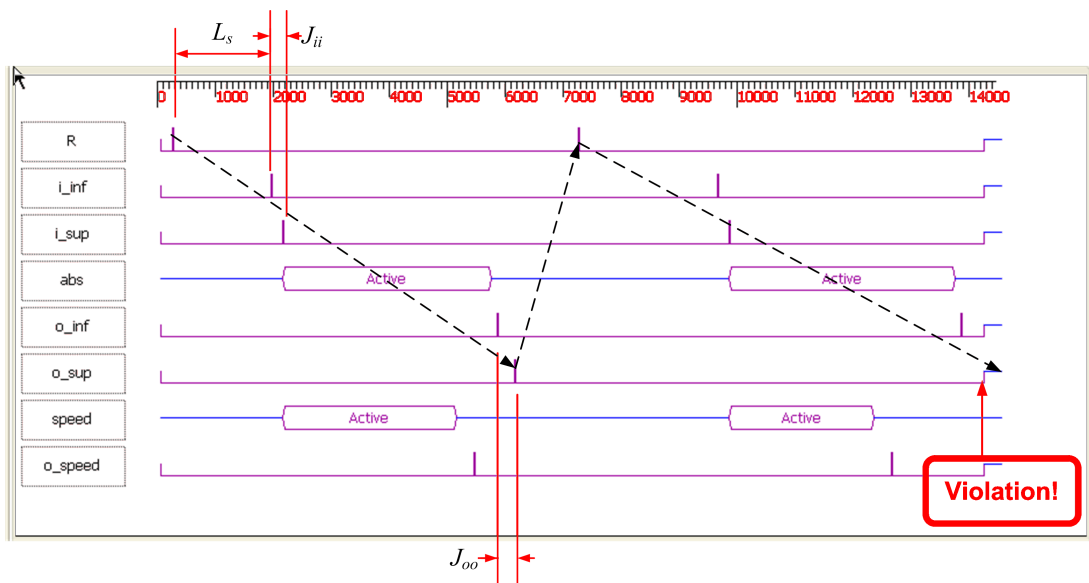 Ls Jii
0 1000 2000 3000 4000 5000 6000 7000 8000 9000 10000 11000 12000 13000 14000
R
i_inf
i_sup
abs Active Active
o_inf
o_sup
speed Active Active
o_speed
Violation!
Joo